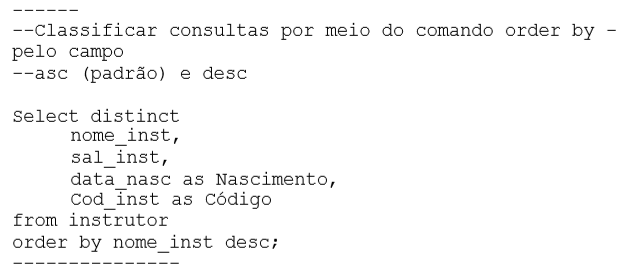 ------
--Classificar consultas por meio do comando order by -
pelo campo
--asc (padrão) e desc
Select distinct
nome_inst,
sal_inst,
data_nasc as Nascimento,
Cod_inst as Código
from instrutor
order by nome_inst desc;
---------------